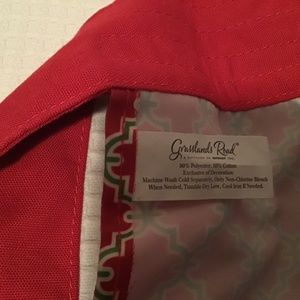 Grasslands Road
80% Polyester, 20% Cotton
Exclusive of Decoration
Machine Wash Cold Separately, Only Non-Chlorine Bleach
When Needed, Tumble Dry Low, Cool Iron If Needed.